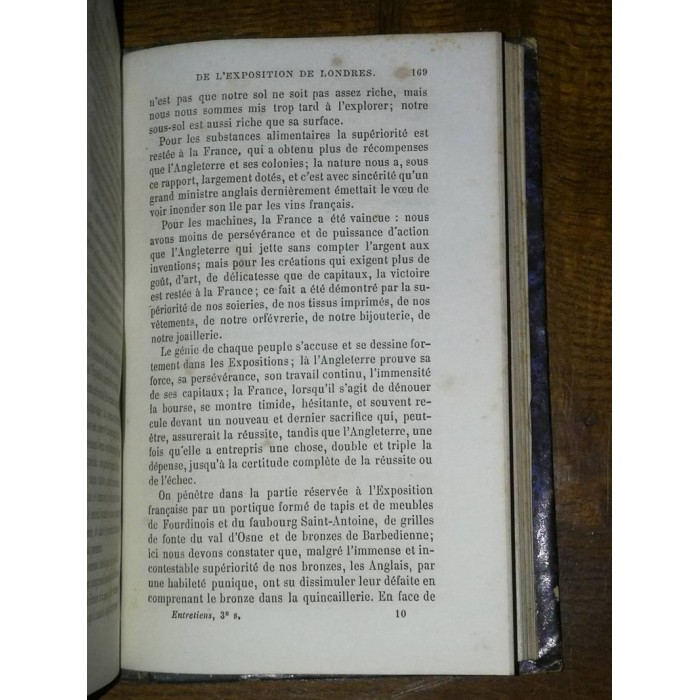 DE L'EXPOSITION DE LONDRES. 169
n'est pas que notre sol ne soit pas assez riche, mais
nous nous sommes mis trop tard à l'explorer; notre
sous-sol est aussi riche que sa surface.
Pour les substances alimentaires la supériorité est
restée à la France, qui a obtenu plus de récompenses
que l'Angleterre et ses colonies; la nature nous a, sous
ce rapport, largement dotés, et c'est avec sincérité qu'un
grand ministre anglais dernièrement émettait le vœu de
voir inonder son île par les vins français.
Pour les machines, la France a été vaincue : nous
avons moins de persévérance et de puissance d'action
que l'Angleterre qui jette sans compter l'argent aux
inventions; mais pour les créations qui exigent plus de
goût, d'art, de délicatesse que de capitaux, la victoire
est restée à la France; ce fait a été démontré par la su-
périorité de nos soieries, de nos tissus imprimés, de nos
vêtements, de notre orfévrerie, de notre bijouterie, de
notre joaillerie.
Le génie de chaque peuple s'accuse et se dessine for-
tement dans les Expositions; là l'Angleterre prouve sa
force, sa persévérance, son travail continu, l'immensité
de ses capitaux; la France, lorsqu'il s'agit de dénouer
la bourse, se montre timide, hésitante, et souvent re-
cule devant un nouveau et dernier sacrifice qui, peut-
être, assurerait la réussite, tandis que l'Angleterre, une
fois qu'elle a entrepris une chose, double et triple la
dépense, jusqu'à la certitude complète de la réussite ou
de l'échec.
On pénètre dans la partie réservée à l'Exposition
française par un portique formé de tapis et de meubles
de Fourdinois et du faubourg Saint-Antoine, de grilles
de fonte du val d'Osne et de bronzes de Barbedienne;
ici nous devons constater que, malgré l'immense et in-
contestable supériorité de nos bronzes, les Anglais, par
une habileté punique, ont su dissimuler leur défaite en
comprenant le bronze dans la quincaillerie. En face de
Entretiens, 3e s. 10